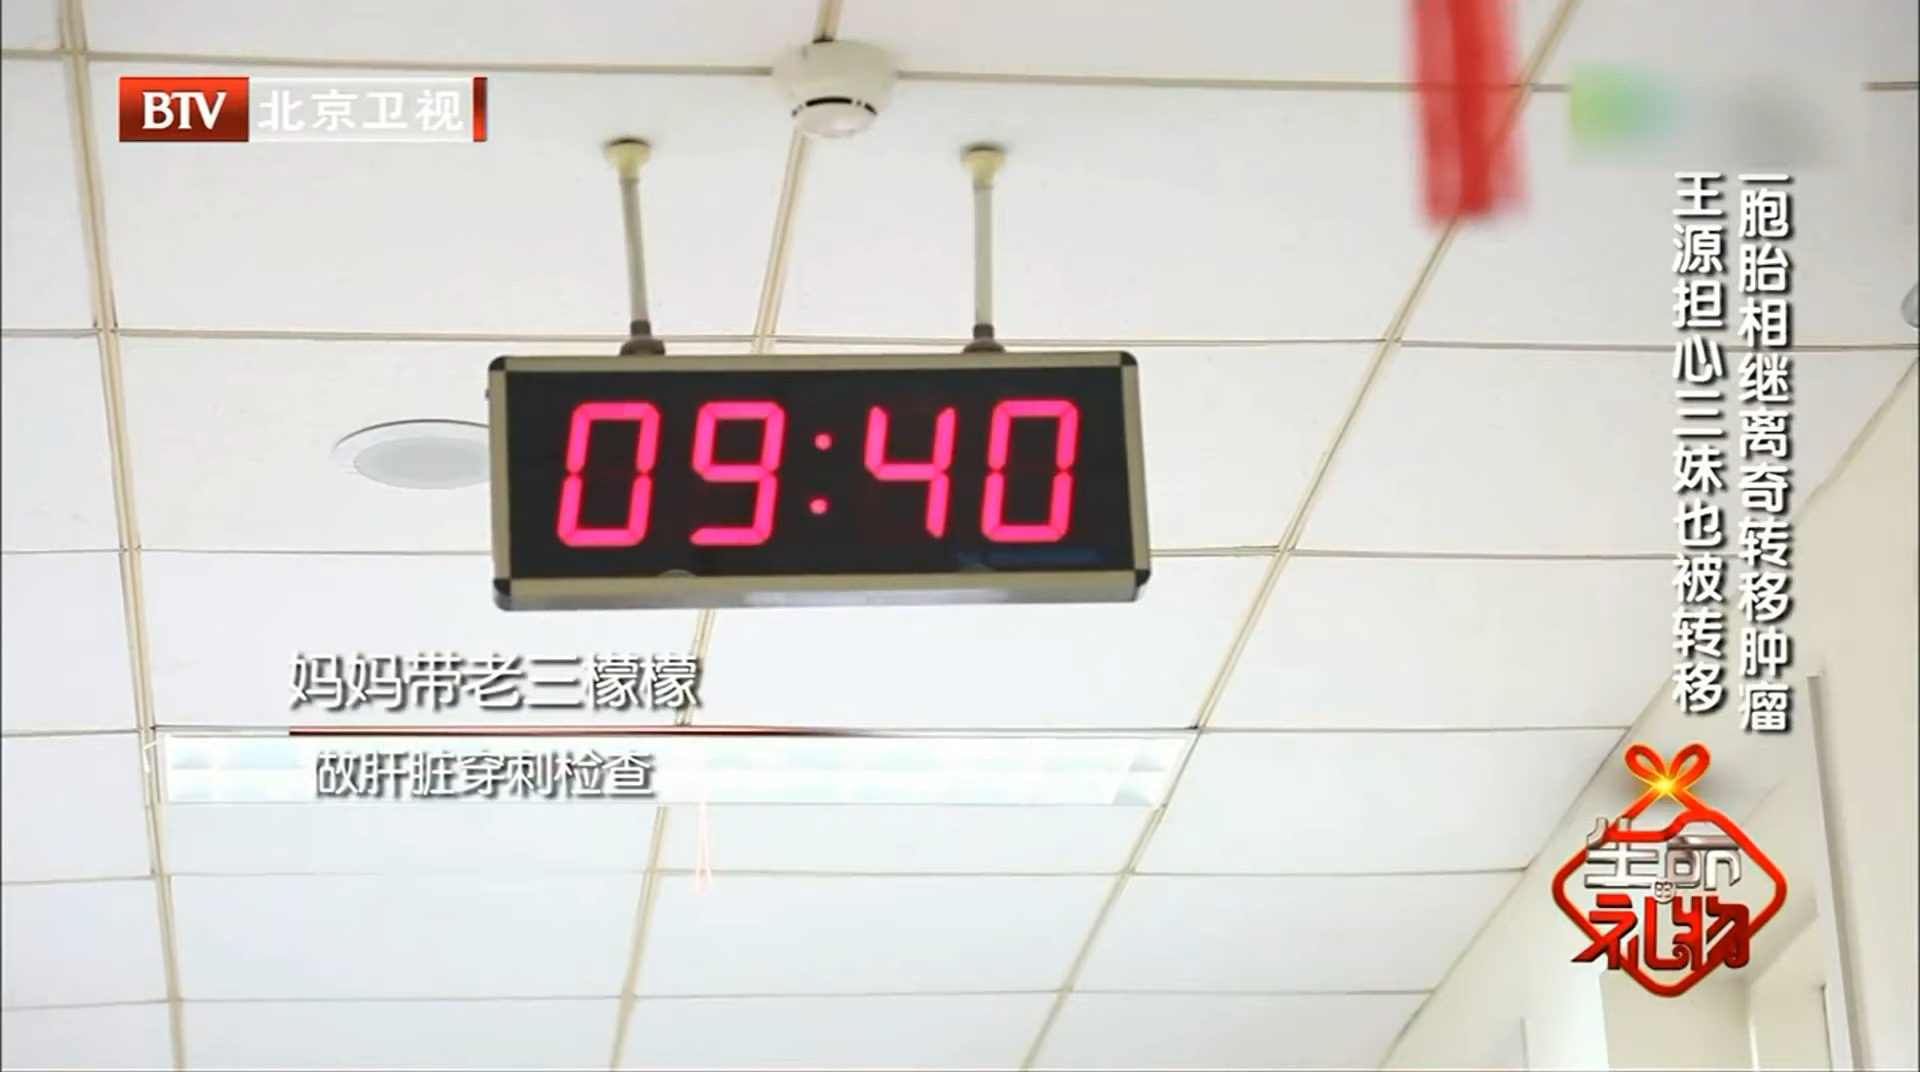 BTV 北京卫视
一胞胎相继离奇转移肿瘤
王源担心三妹也被转移
09:40
妈妈带老三檬檬
做肝脏穿刺检查
生命的礼物